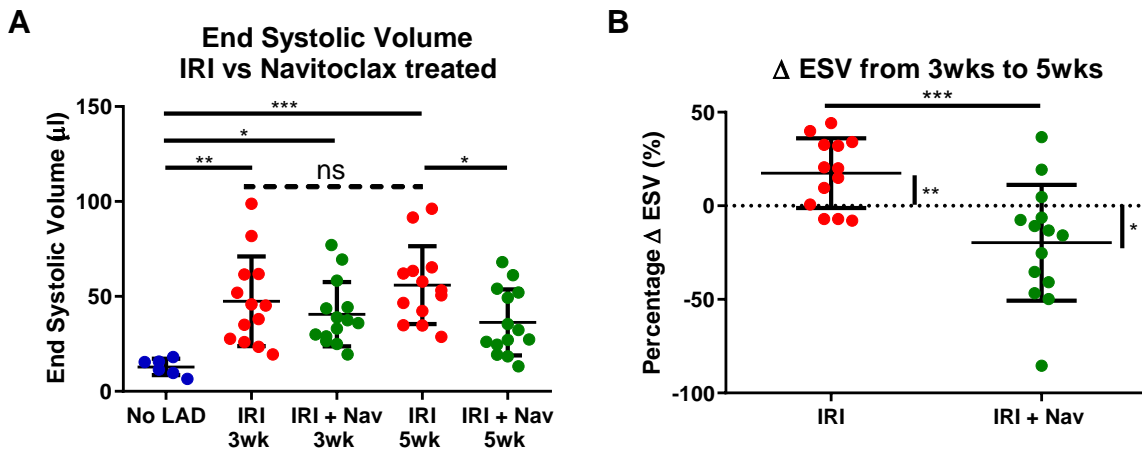 A
End Systolic Volume
IRI vs Navitoclax treated
End Systolic Volume (µl)
150
100
50
0
***
*
**
ns
*
No LAD
IRI
3wk
IRI + Nav
3wk
IRI
5wk
IRI + Nav
5wk
B
Δ ESV from 3wks to 5wks
Percentage Δ ESV (%)
50
0
-50
-100
***
**
*
IRI
IRI + Nav